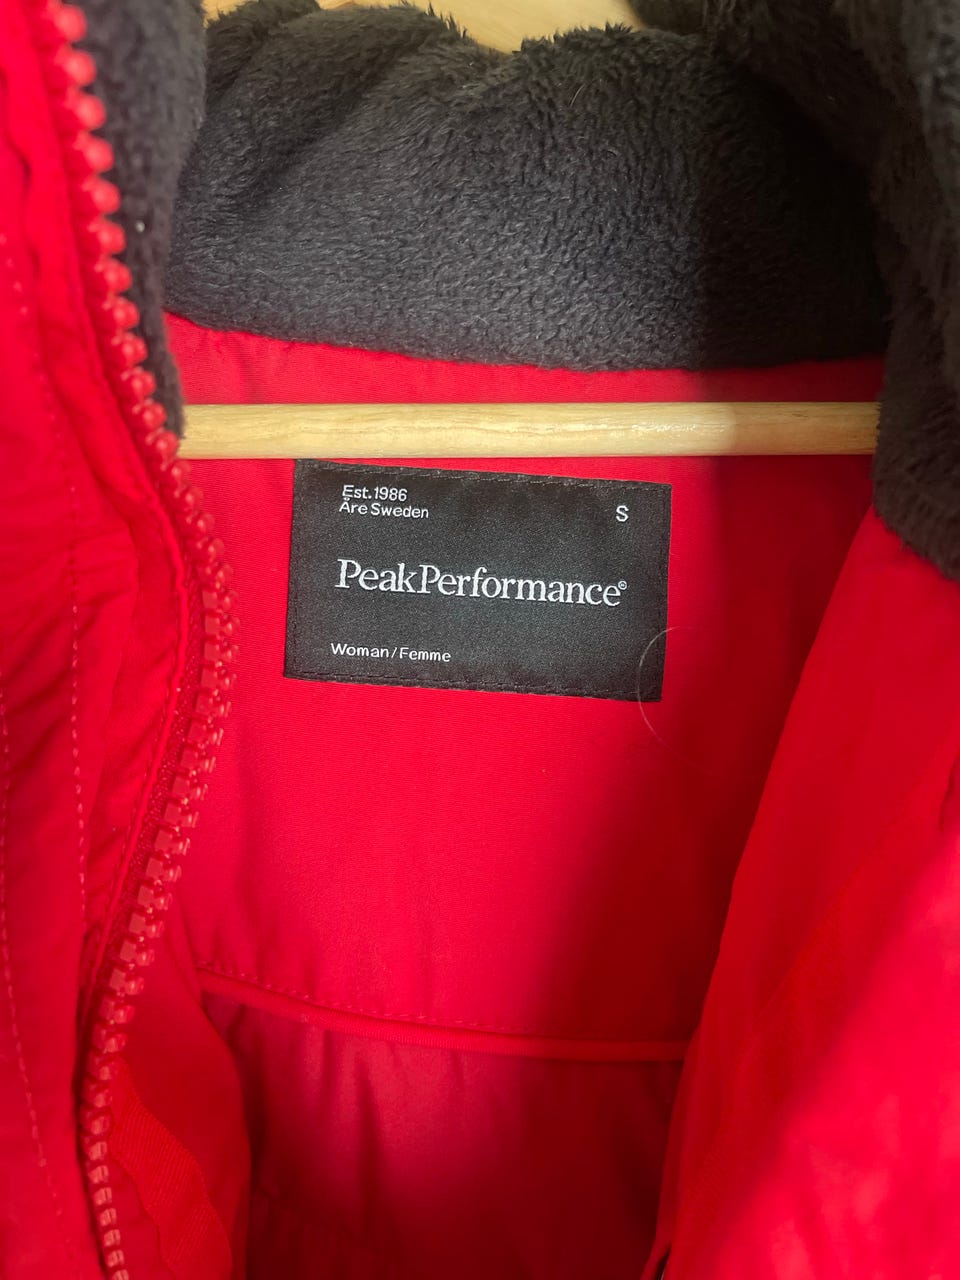 Est.1986
Åre Sweden
S
PeakPerformance®
Woman/Femme